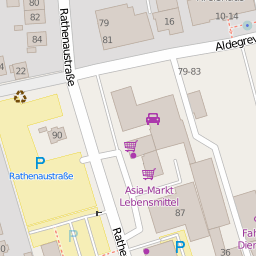 80
79
81
16
10-14
Rathenaustraße
Aldegrev
84
22
79-83
90
P
Rathenaustraße
Asia-Markt
Lebensmittel
87
Rathe
P
Fah
Dien
36